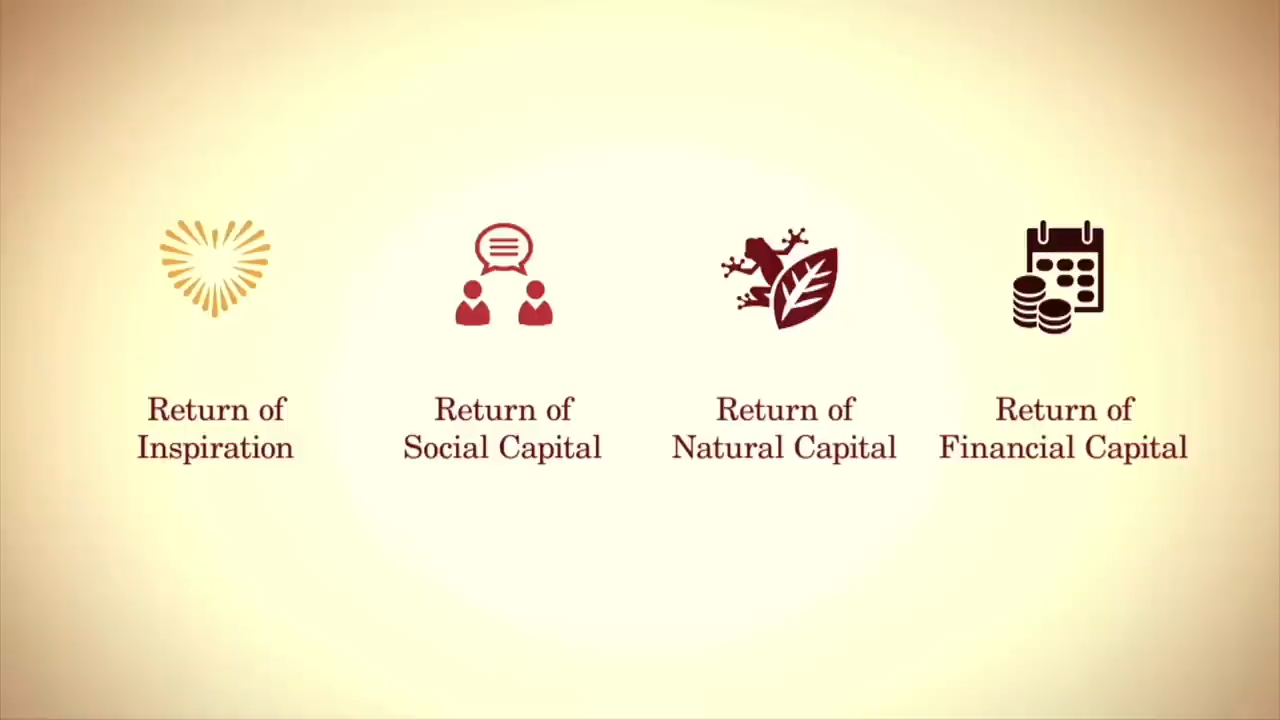 Return of
Inspiration
Return of
Social Capital
Return of
Natural Capital
Return of
Financial Capital